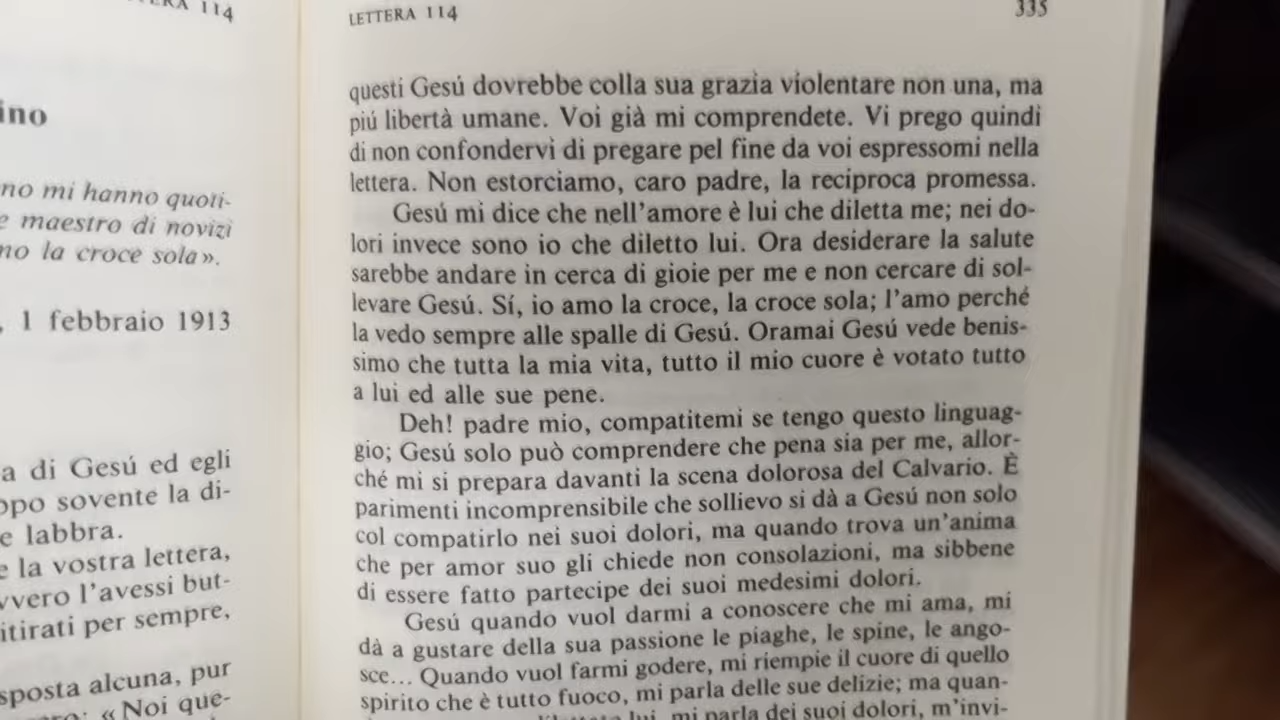 114
ino
no mi hanno quoti-
e maestro di novizi
mo la croce sola».
, 1 febbraio 1913
a di Gesú ed egli
ppo sovente la di-
e labbra.
e la vostra lettera,
vvero l'avessi but-
itirati per sempre,
sposta alcuna, pur
«Noi que-
LETTERA 114
335
questi Gesú dovrebbe colla sua grazia violentare non una, ma
piú libertà umane. Voi già mi comprendete. Vi prego quindi
di non confondervi di pregare pel fine da voi espressomi nella
lettera. Non estorciamo, caro padre, la reciproca promessa.
Gesú mi dice che nell'amore è lui che diletta me; nei do-
lori invece sono io che diletto lui. Ora desiderare la salute
sarebbe andare in cerca di gioie per me e non cercare di sol-
levare Gesú. Sí, io amo la croce, la croce sola; l'amo perché
la vedo sempre alle spalle di Gesú. Oramai Gesú vede benis-
simo che tutta la mia vita, tutto il mio cuore è votato tutto
a lui ed alle sue pene.
Deh! padre mio, compatitemi se tengo questo linguag-
gio; Gesú solo può comprendere che pena sia per me, allor-
ché mi si prepara davanti la scena dolorosa del Calvario. È
parimenti incomprensibile che sollievo si dà a Gesú non solo
col compatirlo nei suoi dolori, ma quando trova un'anima
che per amor suo gli chiede non consolazioni, ma sibbene
di essere fatto partecipe dei suoi medesimi dolori.
Gesú quando vuol darmi a conoscere che mi ama, mi
dà a gustare della sua passione le piaghe, le spine, le ango-
sce... Quando vuol farmi godere, mi riempie il cuore di quello
spirito che è tutto fuoco, mi parla delle sue delizie; ma quan-
lui, mi parla dei suoi dolori, m'invi-